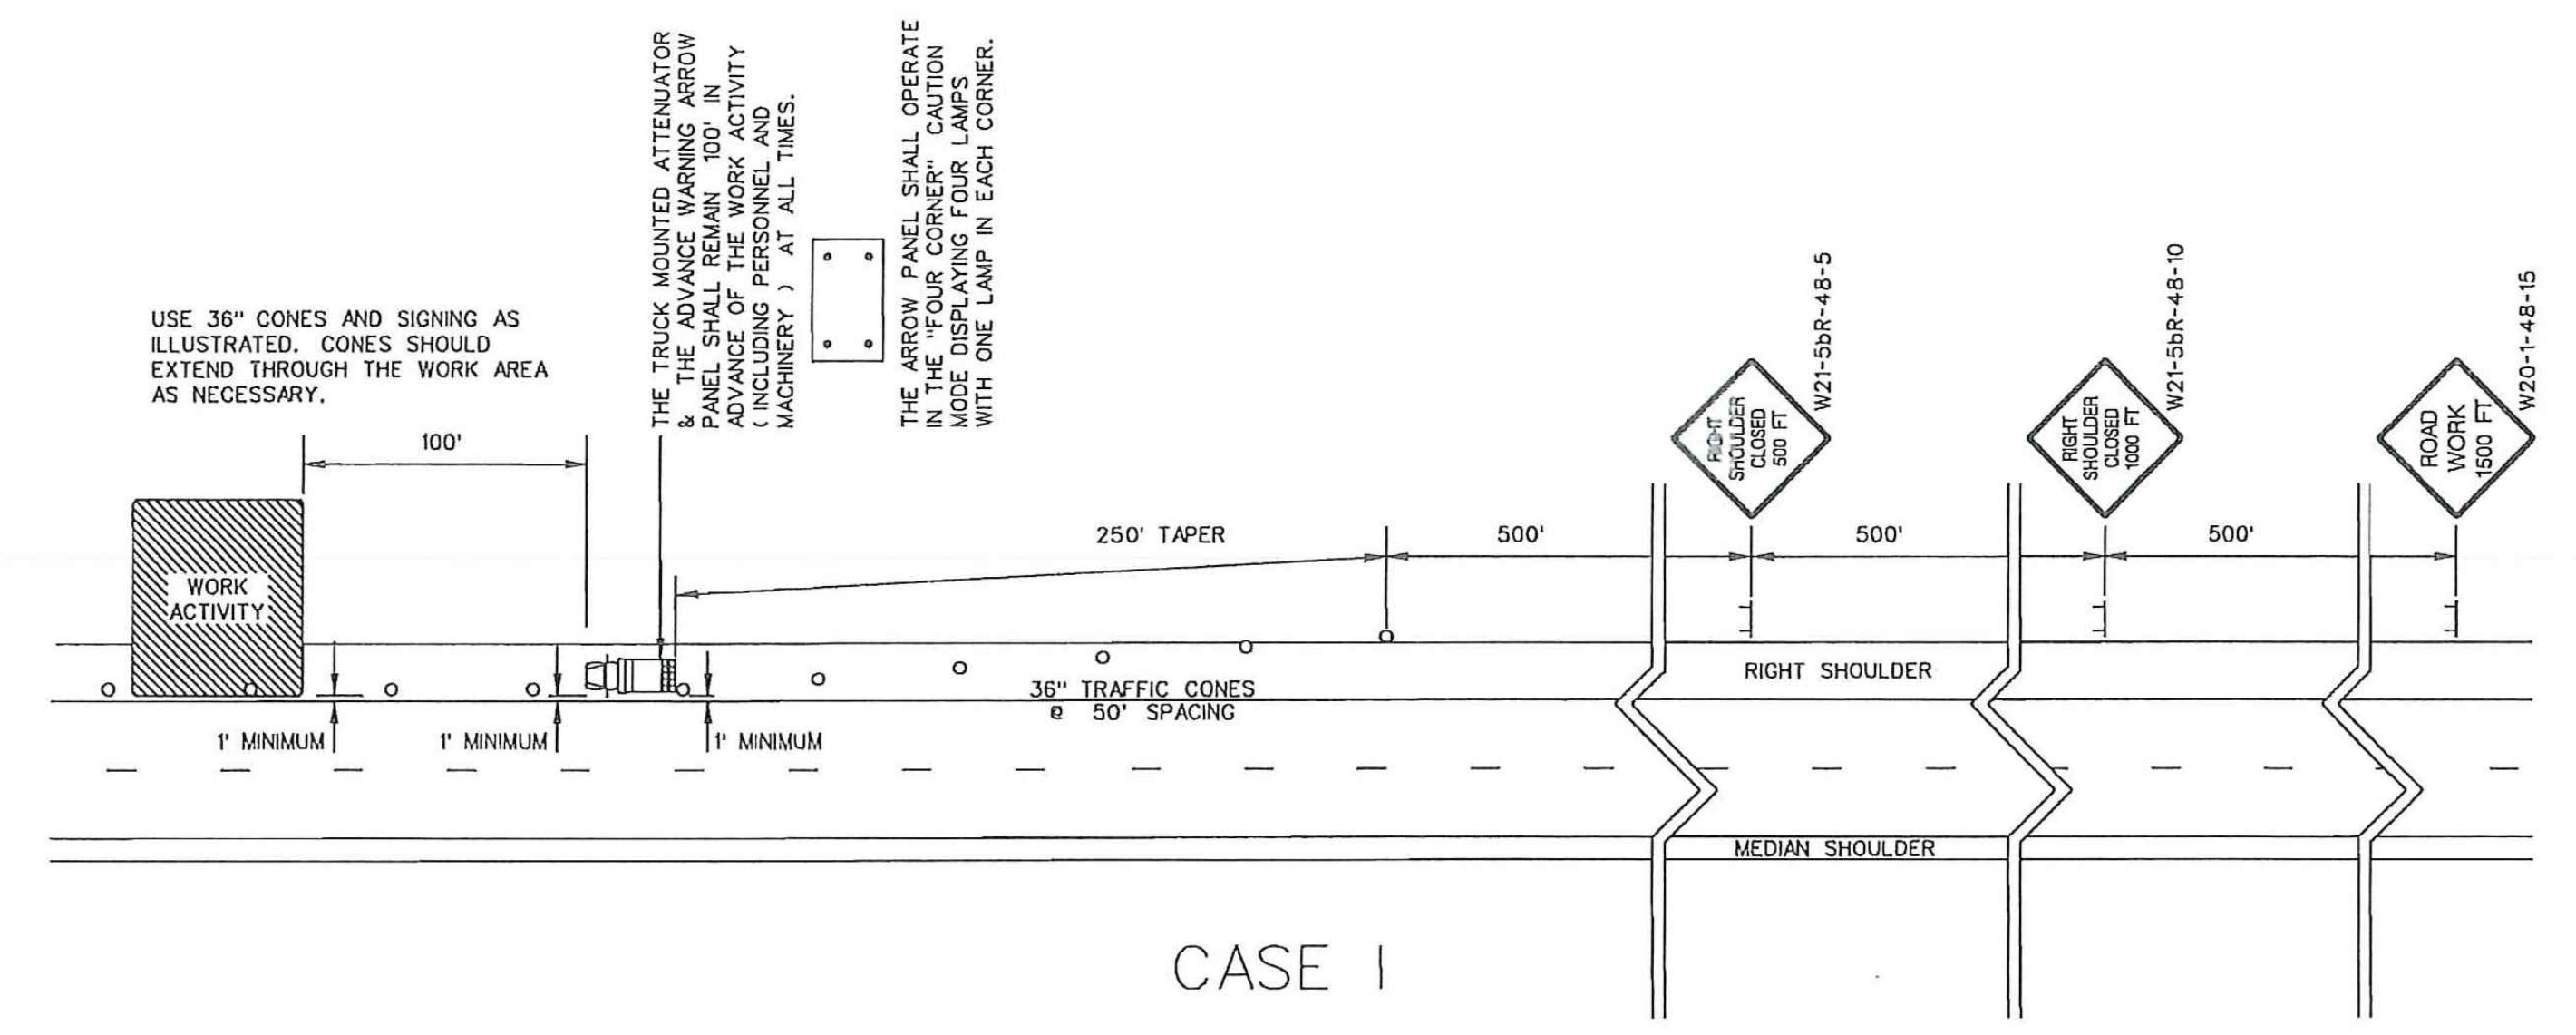 USE 36" CONES AND SIGNING AS
ILLUSTRATED. CONES SHOULD
EXTEND THROUGH THE WORK AREA
AS NECESSARY.
THE TRUCK MOUNTED ATTENUATOR
& THE ADVANCE WARNING ARROW
PANEL SHALL REMAIN 100' IN
ADVANCE OF THE WORK ACTIVITY
( INCLUDING PERSONNEL AND
MACHINERY ) AT ALL TIMES.
THE ARROW PANEL SHALL OPERATE
IN THE "FOUR CORNER" CAUTION
MODE DISPLAYING FOUR LAMPS
WITH ONE LAMP IN EACH CORNER.
RIGHT
SHOULDER
CLOSED
500 FT
W21-5bR-48-5
RIGHT
SHOULDER
CLOSED
1000 FT
W21-5bR-48-10
ROAD
WORK
1500 FT
W20-1-48-15
100'
250' TAPER
500'
500'
500'
WORK
ACTIVITY
RIGHT SHOULDER
36" TRAFFIC CONES
@ 50' SPACING
1' MINIMUM
1' MINIMUM
1' MINIMUM
MEDIAN SHOULDER
CASE I